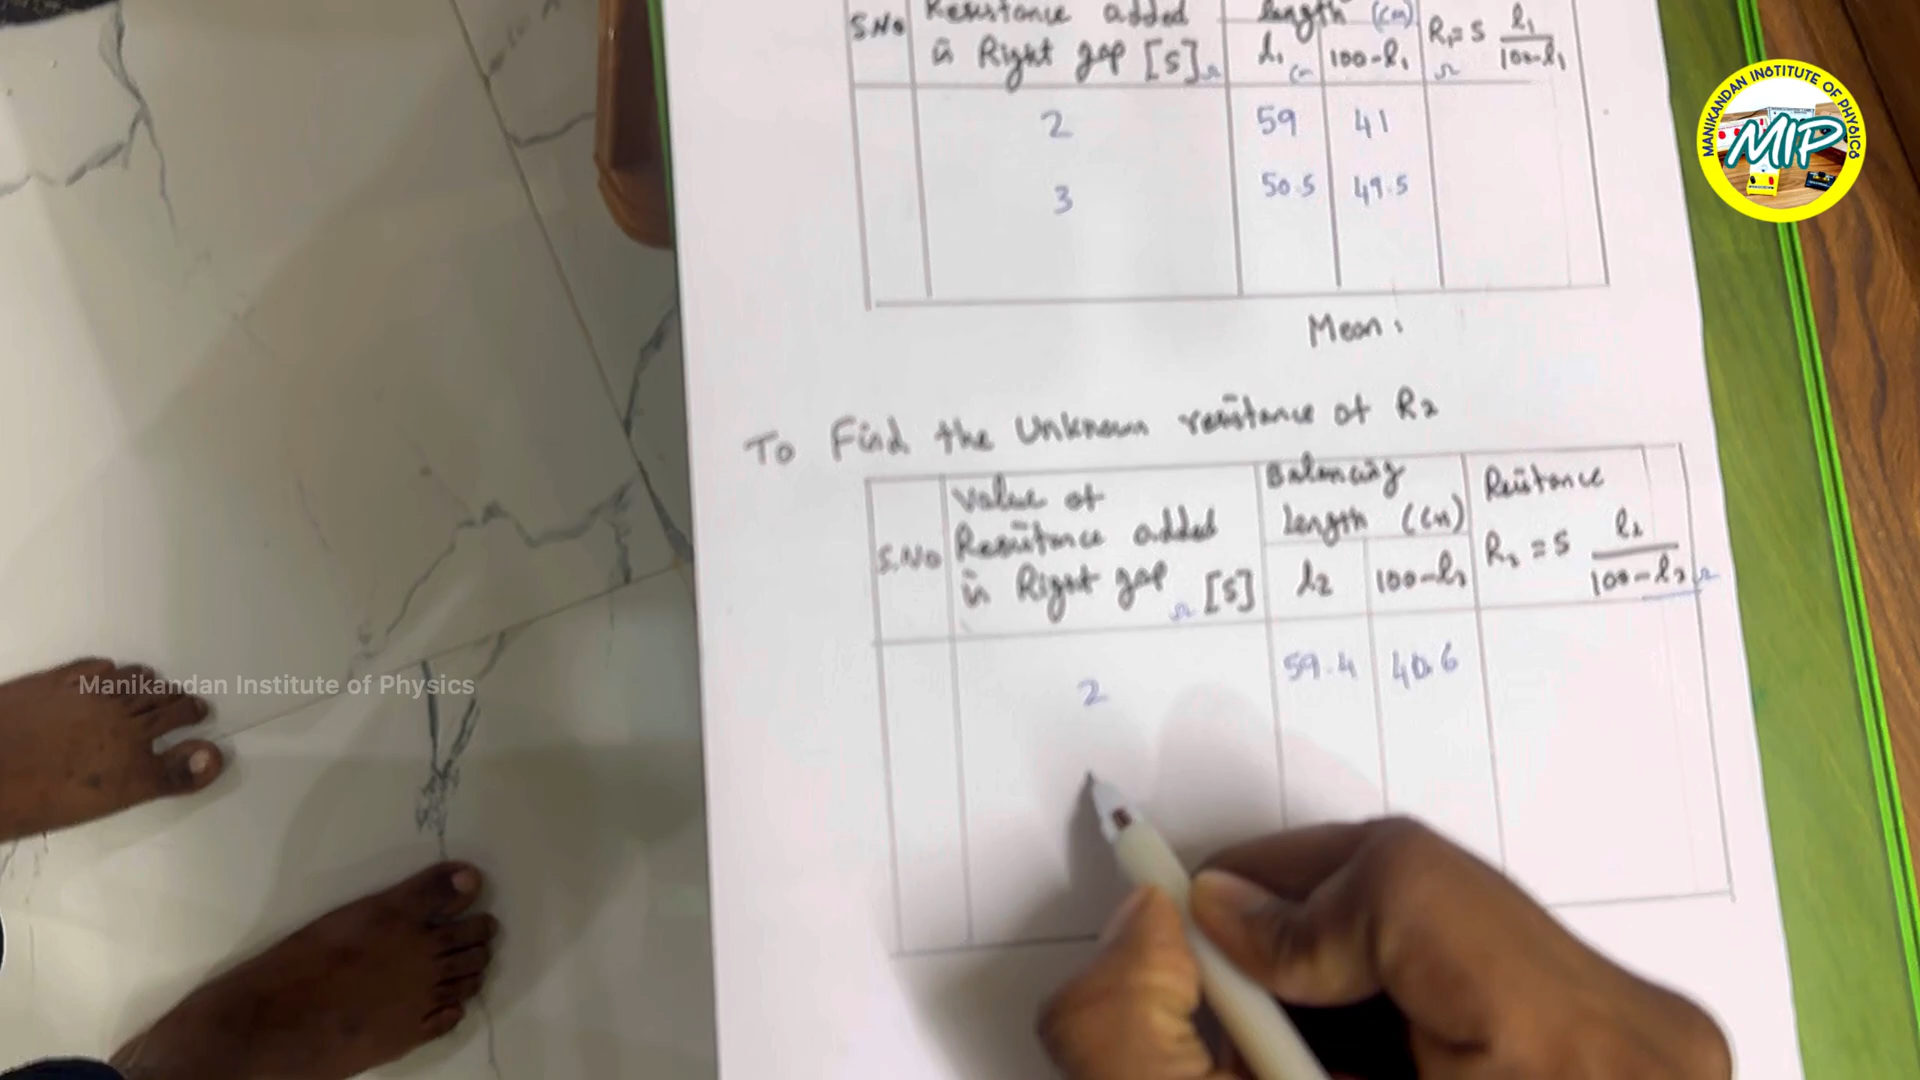 S.No Resistance added in Right gap [S] Ω
length (cm)
l₁ cm 100-l₁
R₁ = S l₁/100-l₁
Ω
2 59 41
3 50.5 49.5
Mean:
To Find the Unknown resistance of R₂
S.No
Value of
Resistance added
in Right gap [S]
Ω
Balancing
length (cm)
l₂ 100-l₂
Resistance
R₂ = S l₂/100-l₂ Ω
2 59.4 40.6
MANIKANDAN INSTITUTE OF PHYSICS
MIP
Manikandan Institute of Physics